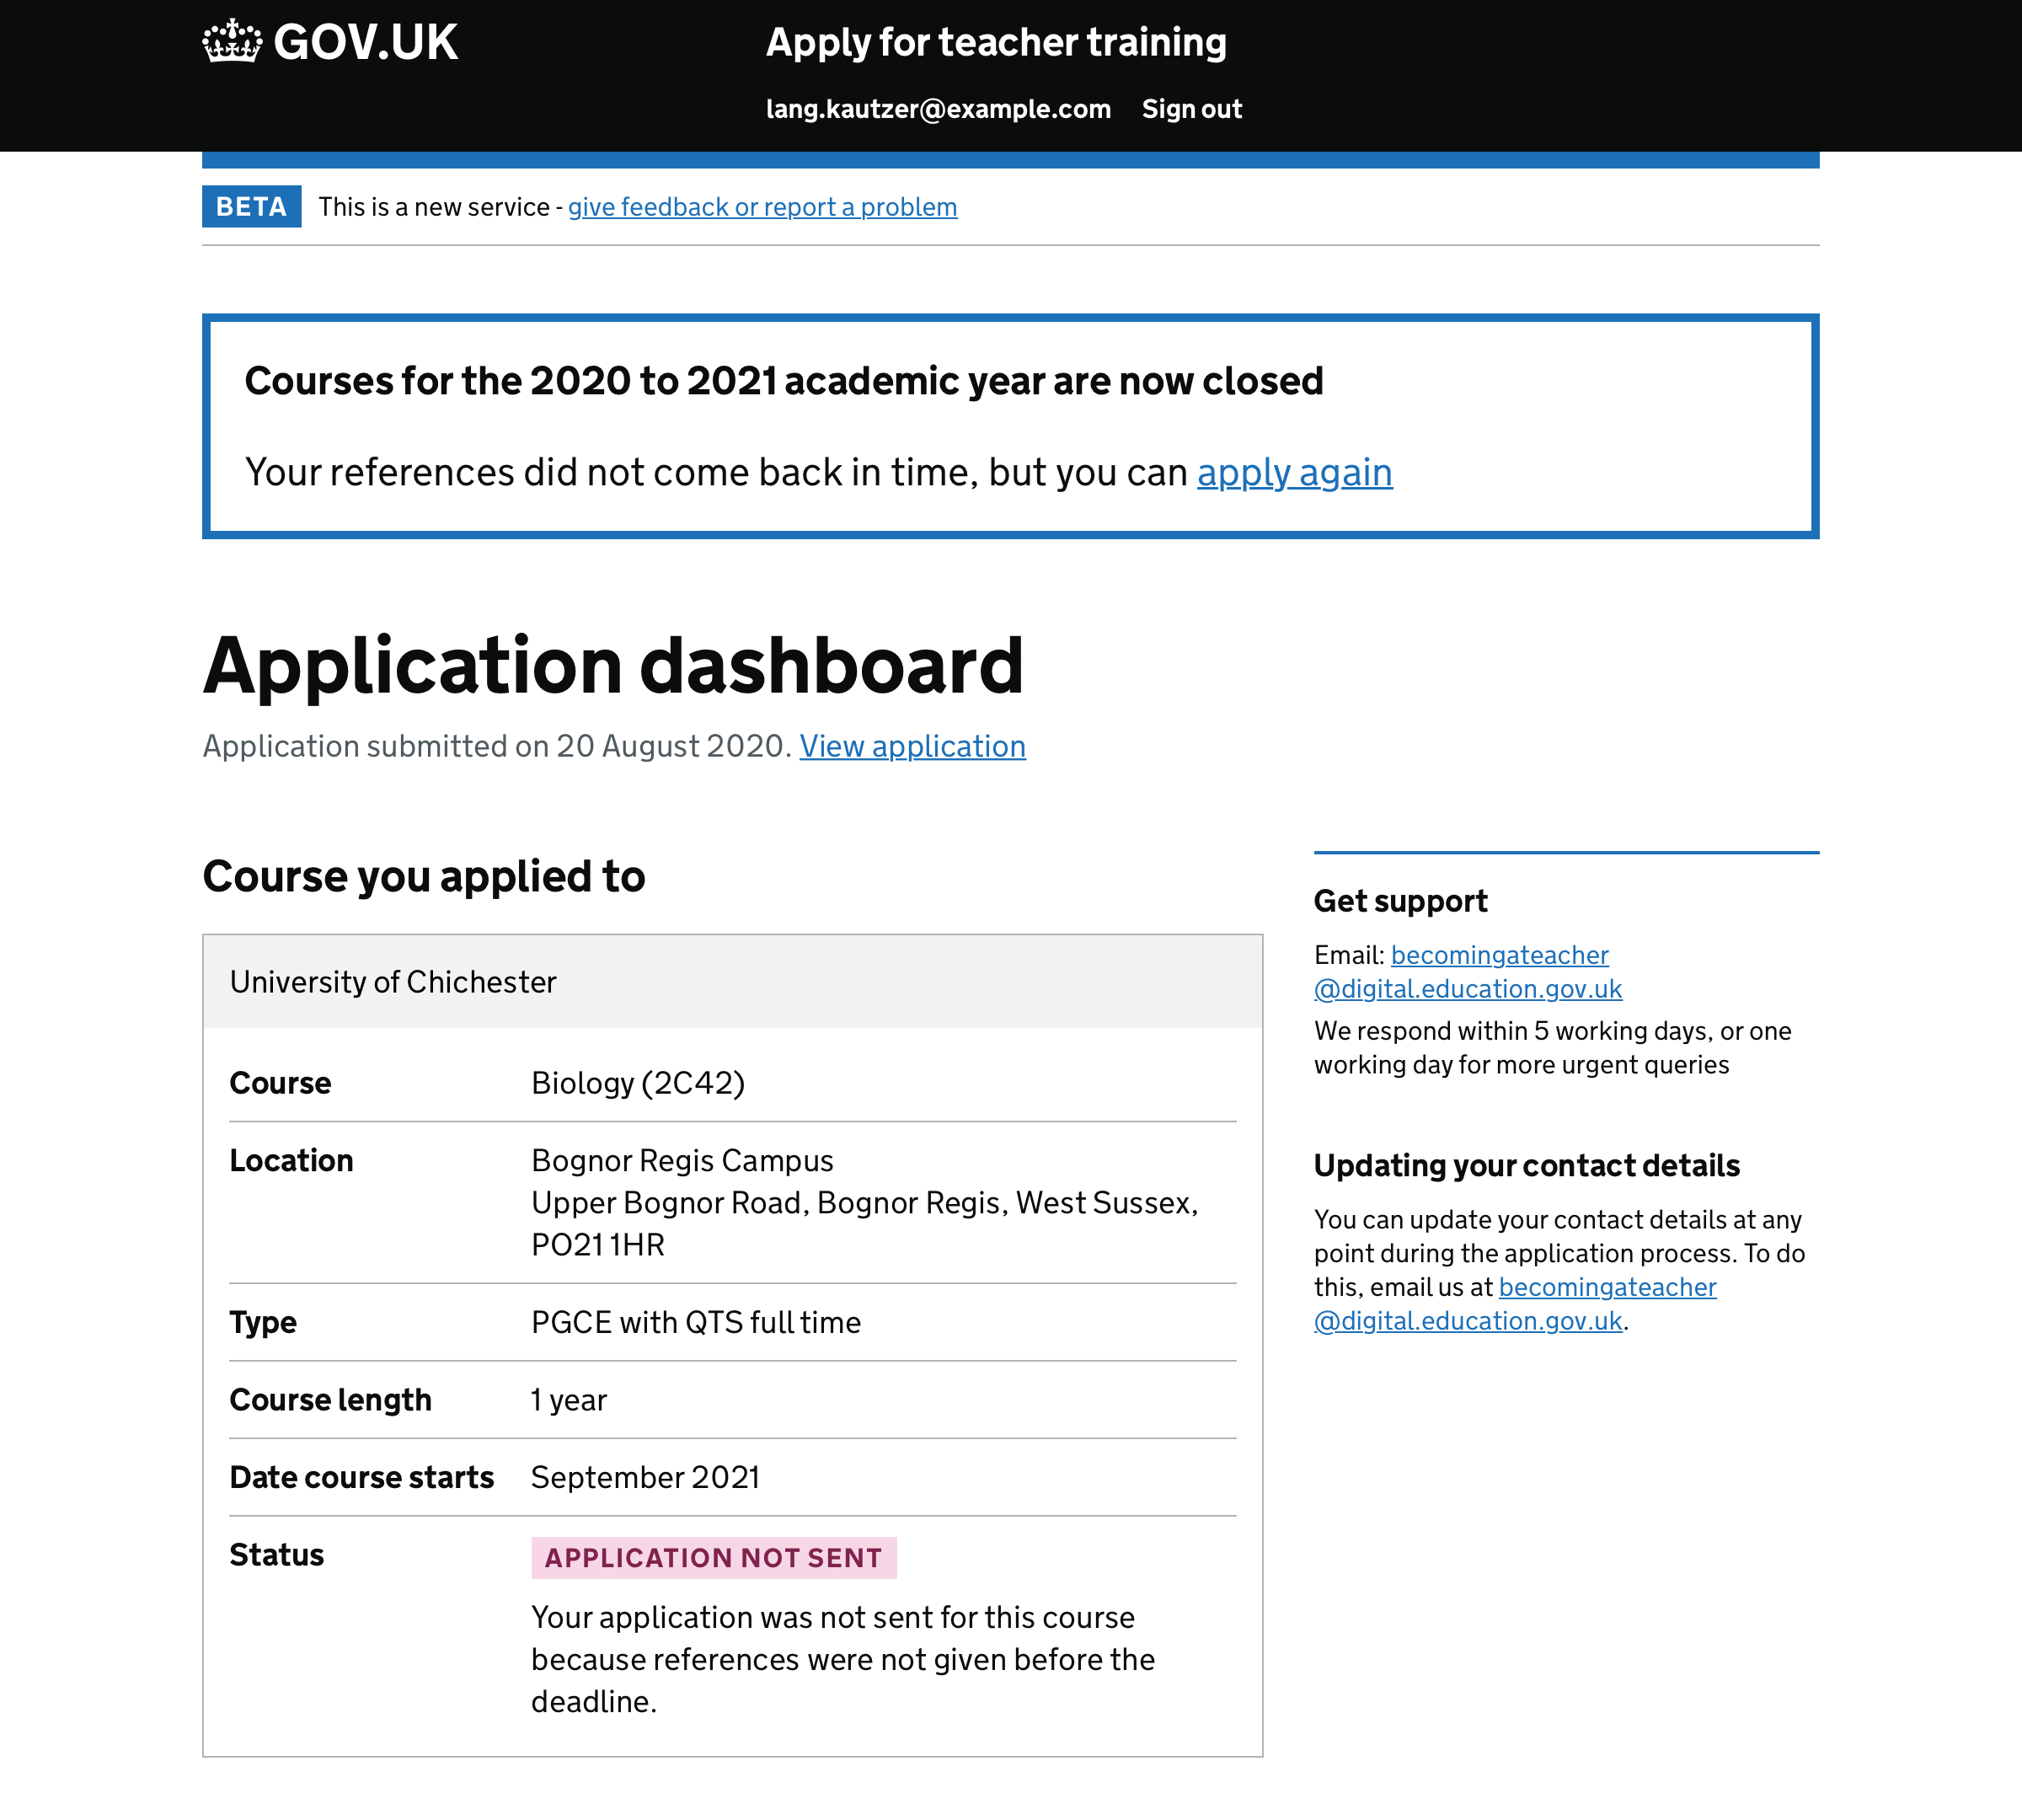 GOV.UK
Apply for teacher training
lang.kautzer@example.com Sign out
BETA This is a new service - give feedback or report a problem
Courses for the 2020 to 2021 academic year are now closed
Your references did not come back in time, but you can apply again
Application dashboard
Application submitted on 20 August 2020. View application
Course you applied to
University of Chichester
Course Biology (2C42)
Location Bognor Regis Campus
Upper Bognor Road, Bognor Regis, West Sussex,
PO21 1HR
Type PGCE with QTS full time
Course length 1 year
Date course starts September 2021
Status APPLICATION NOT SENT
Your application was not sent for this course
because references were not given before the
deadline.
Get support
Email: becomingateacher
@digital.education.gov.uk
We respond within 5 working days, or one
working day for more urgent queries
Updating your contact details
You can update your contact details at any
point during the application process. To do
this, email us at becomingateacher
@digital.education.gov.uk.